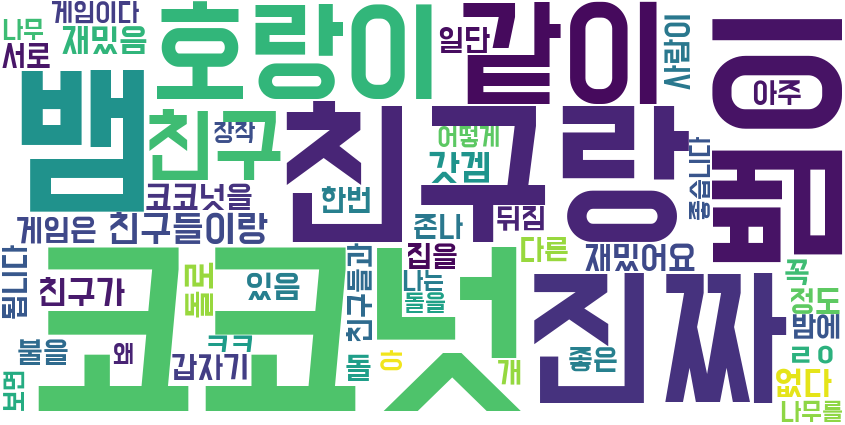 게임이다
나무
재밌음
서로
호랑이
같이
일단
사람이
ㅇㅇ
아주
뱀
친구
장작
친구랑
어떻게
갓겜
좋습니다
코코넛을
한번
게임은
친구들이랑
존나
뒤짐
됩니다
친구가
돌로
있음
친구들과
집을
나는
돌을
다른
재밌어요
꼭
정도
밤에
불을
왜
ㅋㅋ
갑자기
코코넛
돌
ㅎ
진짜
개
좋은
ㄹㅇ
없다
보면
나무를